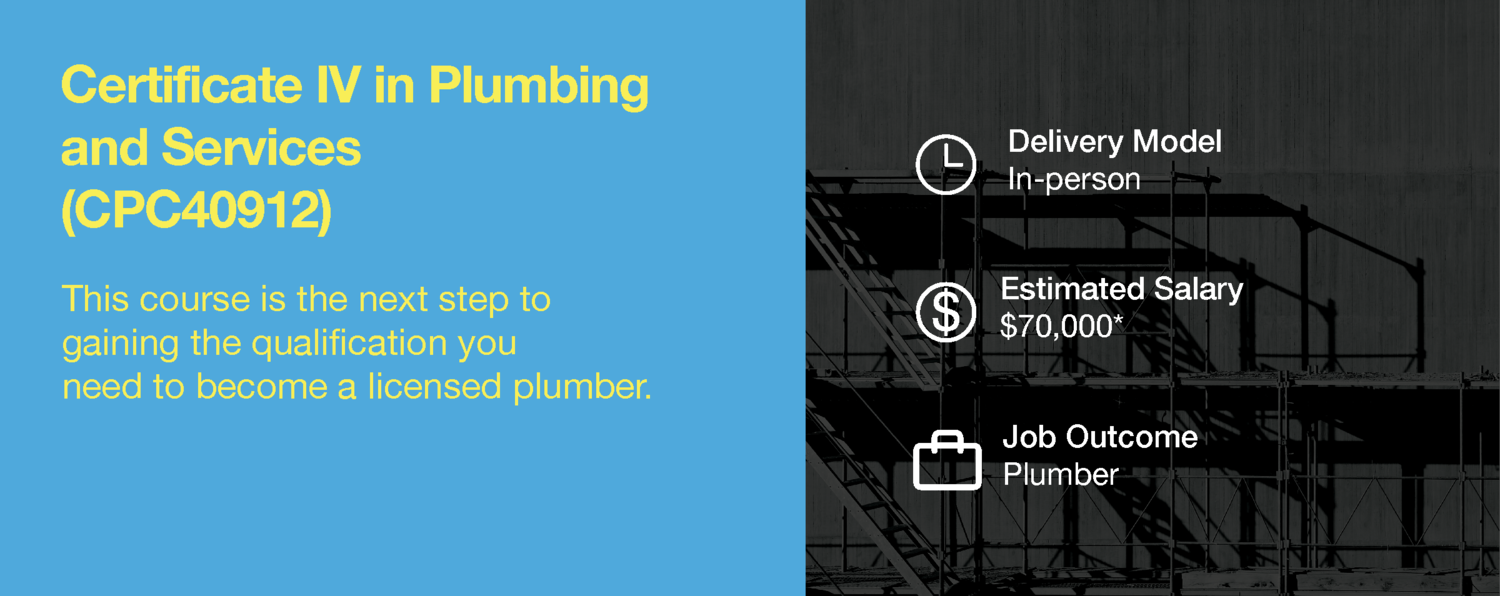 Certificate IV in Plumbing
and Services
(CPC40912)
This course is the next step to
gaining the qualification you
need to become a licensed plumber.
Delivery Model
In-person
$
Estimated Salary
$70,000*
Job Outcome
Plumber